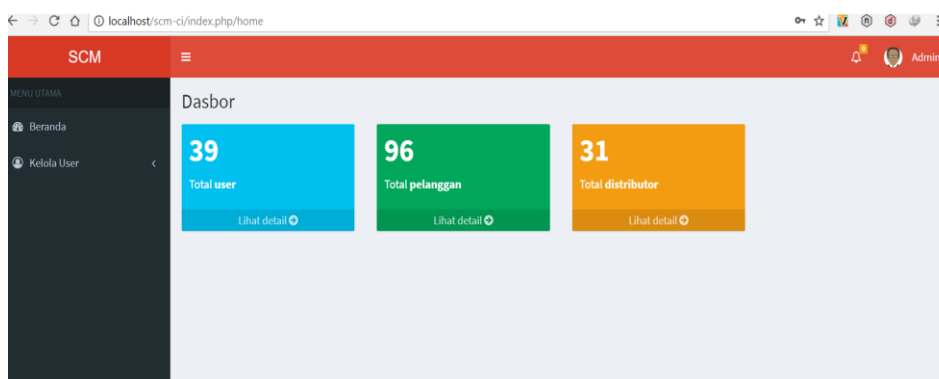 localhost/scm-ci/index.php/home
SCM
Admin
MENU UTAMA
Beranda
Kelola User
Dasbor
39
Total user
Lihat detail
96
Total pelanggan
Lihat detail
31
Total distributor
Lihat detail